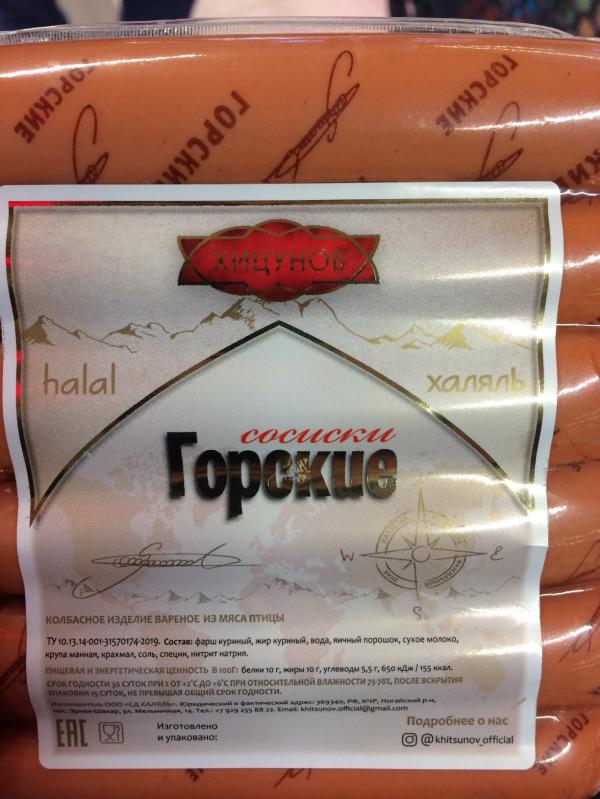 ГОРСКИЕ
ГОРСКИЕ
ГОРСКИЕ
ХИЦУНОВ
halal
халяль
сосиски
Горские
W
E
S
КОЛБАСНОЕ ИЗДЕЛИЕ ВАРЕНОЕ ИЗ МЯСА ПТИЦЫ
ТУ 10.13.14-001-31570174-2019. Состав: фарш куриный, жир куриный, вода, яичный порошок, сухое молоко,
крупа манная, крахмал, соль, специи, нитрит натрия.
ПИЩЕВАЯ И ЭНЕРГЕТИЧЕСКАЯ ЦЕННОСТЬ В 100Г: белки 10 г, жиры 10 г, углеводы 5,5 г, 650 кДж / 155 ккал.
СРОК ГОДНОСТИ 30 СУТОК ПРИ t ОТ +2°С ДО +6°С ПРИ ОТНОСИТЕЛЬНОЙ ВЛАЖНОСТИ 75-78%, ПОСЛЕ ВСКРЫТИЯ
УПАКОВКИ 15 СУТОК, НЕ ПРЕВЫШАЯ ОБЩИЙ СРОК ГОДНОСТИ.
Изготовитель ООО «СД ХАЛЯЛЬ». Юридический и фактический адрес: 369340, РФ, КЧР, Ногайский р-н,
пос. Эркен-Шахар, ул. Мельничная, 14. Тел.: +7 929 255 88 22. Email: khitsunov.official@gmail.com
ЕАС
Изготовлено
и упаковано:
Подробнее о нас
@khitsunov_official